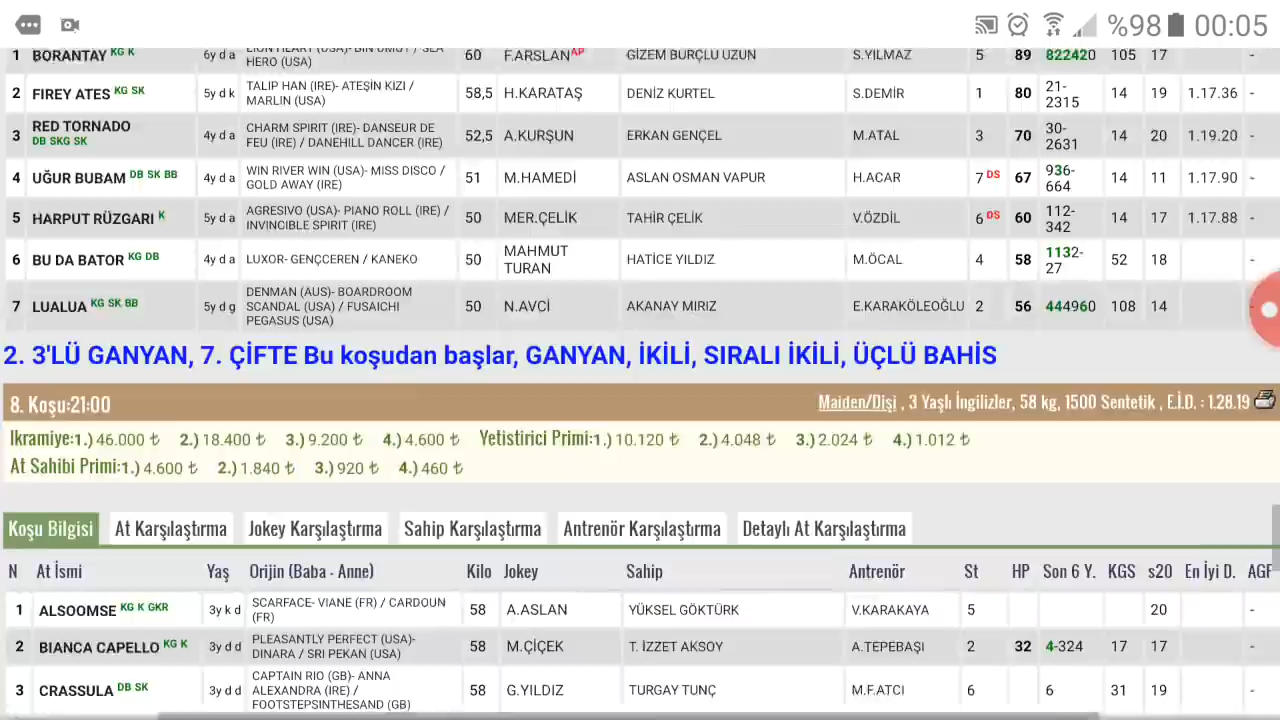 %98 00:05
1 BORANTAY KG K 6y d a LION HEART (USA)- BİN UMUT / SEA HERO (USA) 60 F.ARSLAN AP GİZEM BURÇLU UZUN S.YILMAZ 5 89 822420 105 17 -
2 FIREY ATES KG SK 5y d k TALIP HAN (IRE)- ATEŞİN KIZI / MARLIN (USA) 58,5 H.KARATAŞ DENİZ KURTEL S.DEMİR 1 80 21-2315 14 19 1.17.36 -
3 RED TORNADO DB SKG SK 4y d a CHARM SPIRIT (IRE)- DANSEUR DE FEU (IRE) / DANEHILL DANCER (IRE) 52,5 A.KURŞUN ERKAN GENÇEL M.ATAL 3 70 30-2631 14 20 1.19.20 -
4 UĞUR BUBAM DB SK BB 4y d a WIN RIVER WIN (USA)- MISS DISCO / GOLD AWAY (IRE) 51 M.HAMEDİ ASLAN OSMAN VAPUR H.ACAR 7 DS 67 936-664 14 11 1.17.90 -
5 HARPUT RÜZGARI K 5y d a AGRESIVO (USA)- PIANO ROLL (IRE) / INVINCIBLE SPIRIT (IRE) 50 MER.ÇELİK TAHİR ÇELİK V.ÖZDİL 6 DS 60 112-342 14 17 1.17.88 -
6 BU DA BATOR KG DB 4y d a LUXOR- GENÇCEREN / KANEKO 50 MAHMUT TURAN HATİCE YILDIZ M.ÖCAL 4 58 1132-27 52 18 -
7 LUALUA KG SK BB 5y d g DENMAN (AUS)- BOARDROOM SCANDAL (USA) / FUSAICHI PEGASUS (USA) 50 N.AVCİ AKANAY MIRIZ E.KARAKÖLEOĞLU 2 56 444960 108 14 -
2. 3'LÜ GANYAN, 7. ÇİFTE Bu koşudan başlar, GANYAN, İKİLİ, SIRALI İKİLİ, ÜÇLÜ BAHİS
8. Koşu:21:00 Maiden/Dişi , 3 Yaşlı İngilizler, 58 kg, 1500 Sentetik , E.İ.D. : 1.28.19
Ikramiye:1.) 46.000 ₺ 2.) 18.400 ₺ 3.) 9.200 ₺ 4.) 4.600 ₺ Yetistirici Primi:1.) 10.120 ₺ 2.) 4.048 ₺ 3.) 2.024 ₺ 4.) 1.012 ₺
At Sahibi Primi:1.) 4.600 ₺ 2.) 1.840 ₺ 3.) 920 ₺ 4.) 460 ₺
Koşu Bilgisi At Karşılaştırma Jokey Karşılaştırma Sahip Karşılaştırma Antrenör Karşılaştırma Detaylı At Karşılaştırma
N At İsmi Yaş Orijin (Baba - Anne) Kilo Jokey Sahip Antrenör St HP Son 6 Y. KGS s20 En İyi D. AGF
1 ALSOOMSE KG K GKR 3y k d SCARFACE- VIANE (FR) / CARDOUN (FR) 58 A.ASLAN YÜKSEL GÖKTÜRK V.KARAKAYA 5 20 -
2 BIANCA CAPELLO KG K 3y d d PLEASANTLY PERFECT (USA)- DINARA / SRI PEKAN (USA) 58 M.ÇİÇEK T. İZZET AKSOY A.TEPEBAŞI 2 32 4-324 17 17 -
3 CRASSULA DB SK 3y d d CAPTAIN RIO (GB)- ANNA ALEXANDRA (IRE) / FOOTSTEPSINTHESAND (GB) 58 G.YILDIZ TURGAY TUNÇ M.F.ATCI 6 6 31 19 -